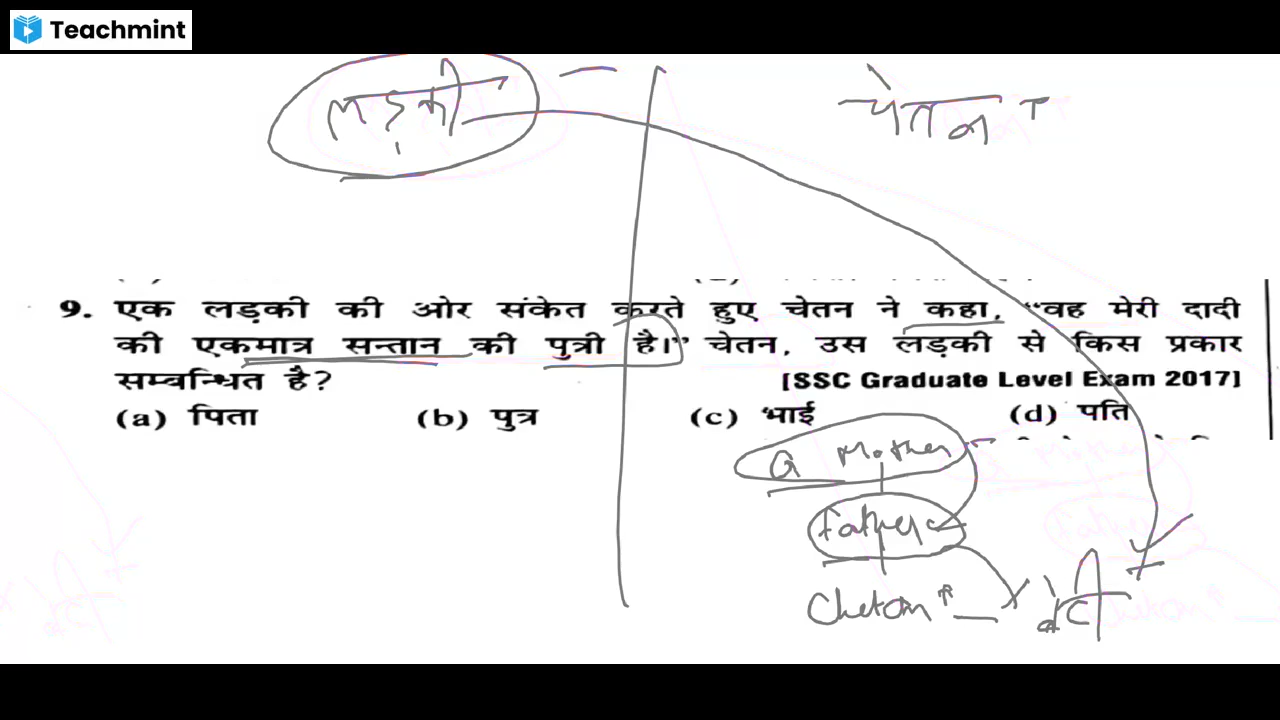 Teachmint
लड़की
चेतन
9. एक लड़की की ओर संकेत करते हुए चेतन ने कहा, “वह मेरी दादी
की एकमात्र सन्तान की पुत्री है।” चेतन, उस लड़की से किस प्रकार
सम्बन्धित है?
[SSC Graduate Level Exam 2017]
(a) पिता (b) पुत्र (c) भाई (d) पति
G Mother
Father
Chetan